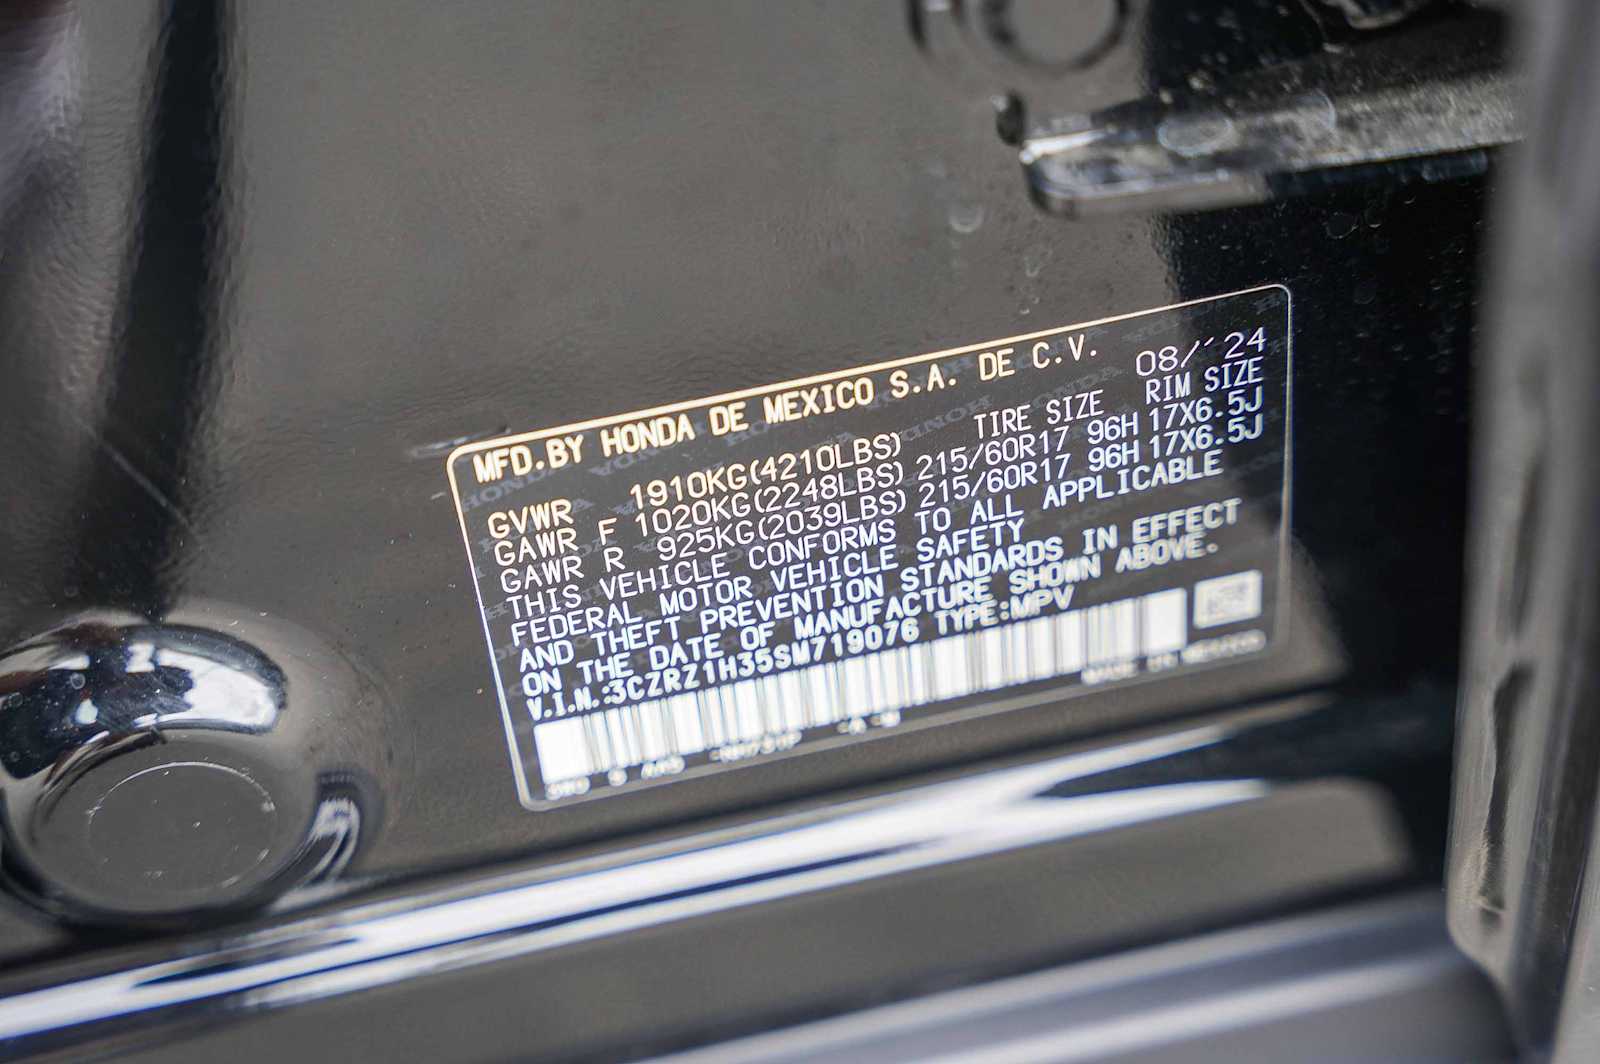 MFD.BY HONDA DE MEXICO S.A. DE C.V. 08/'24
GVWR 1910KG(4210LBS) TIRE SIZE RIM SIZE
GAWR F 1020KG(2248LBS) 215/60R17 96H 17X6.5J
GAWR R 925KG(2039LBS) 215/60R17 96H 17X6.5J
THIS VEHICLE CONFORMS TO ALL APPLICABLE
FEDERAL MOTOR VEHICLE SAFETY
AND THEFT PREVENTION STANDARDS IN EFFECT
ON THE DATE OF MANUFACTURE SHOWN ABOVE.
V.I.N.:3CZRZ1H35SM719076 TYPE:MPV
MADE IN MEXICO